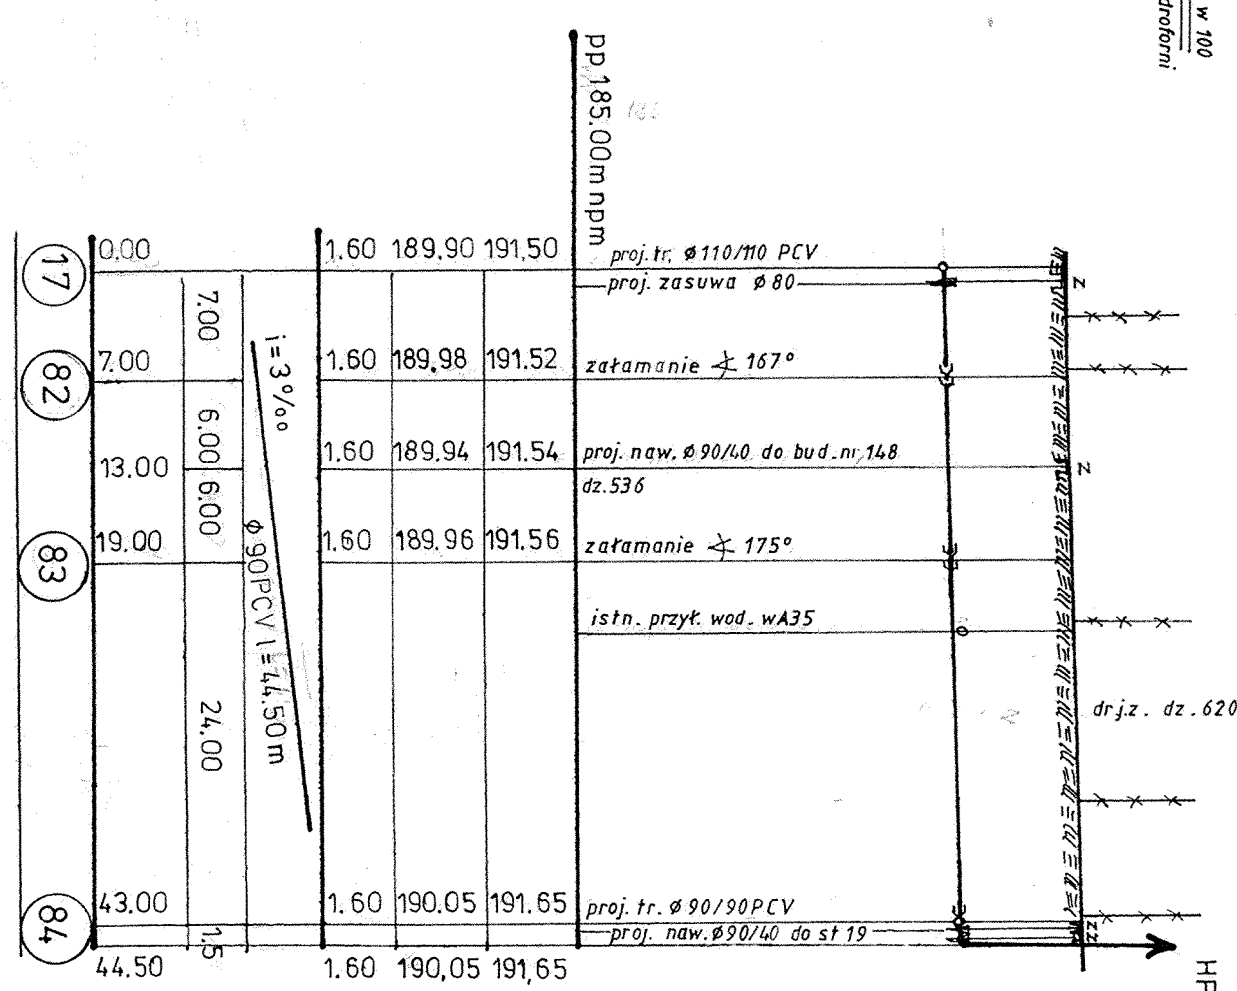 w 100
droforni
pp 185.00 m npm
17
0.00
1.60 189,90 191,50
proj. tr. ϕ110/110 PCV
proj. zasuwa ϕ 80
z
7.00
i=3‰
82
7.00
1.60 189,98 191.52
załamanie ∡ 167°
6.00
13.00
1.60 189.94 191.54
proj. naw. ϕ 90/40 do bud. nr 148
dz. 536
z
6.00
83
19.00
1.60 189.96 191.56
załamanie ∡ 175°
ϕ 90PCV l=44.50m
istn. przył. wod. wA35
24.00
drj.z. dz. 620
84
43.00
1.60 190.05 191.65
proj. tr. ϕ 90/90PCV
1.5
proj. naw. ϕ90/40 do st 19
zz
44.50
1.60 190,05 191,65
HP